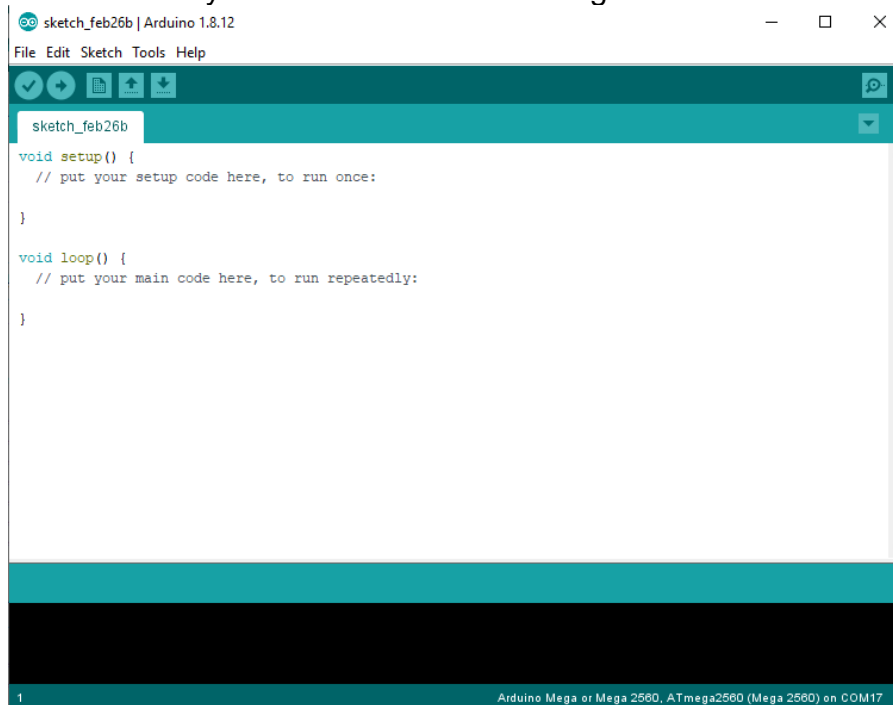 sketch_feb26b | Arduino 1.8.12
File Edit Sketch Tools Help
sketch_feb26b
void setup() {
// put your setup code here, to run once:
}
void loop() {
// put your main code here, to run repeatedly:
}
1 Arduino Mega or Mega 2560, ATmega2560 (Mega 2560) on COM17